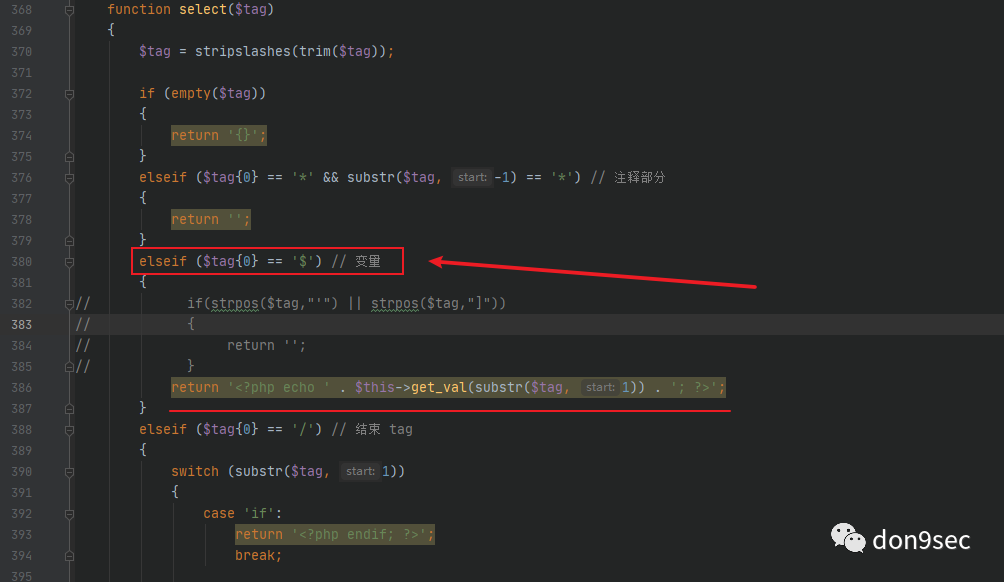 368 function select($tag)
369 {
370 $tag = stripslashes(trim($tag));
371
372 if (empty($tag))
373 {
374 return '{}';
375 }
376 elseif ($tag{0} == '*' && substr($tag, start: -1) == '*') // 注释部分
377 {
378 return '';
379 }
380 elseif ($tag{0} == '$') // 变量
381 {
382 // if(strpos($tag,"'") || strpos($tag,"]"))
383 // {
384 // return '';
385 // }
386 return '<?php echo ' . $this->get_val(substr($tag, start: 1)) . '; ?>';
387 }
388 elseif ($tag{0} == '/') // 结束 tag
389 {
390 switch (substr($tag, start: 1))
391 {
392 case 'if':
393 return '<?php endif; ?>';
394 break;
395
don9sec